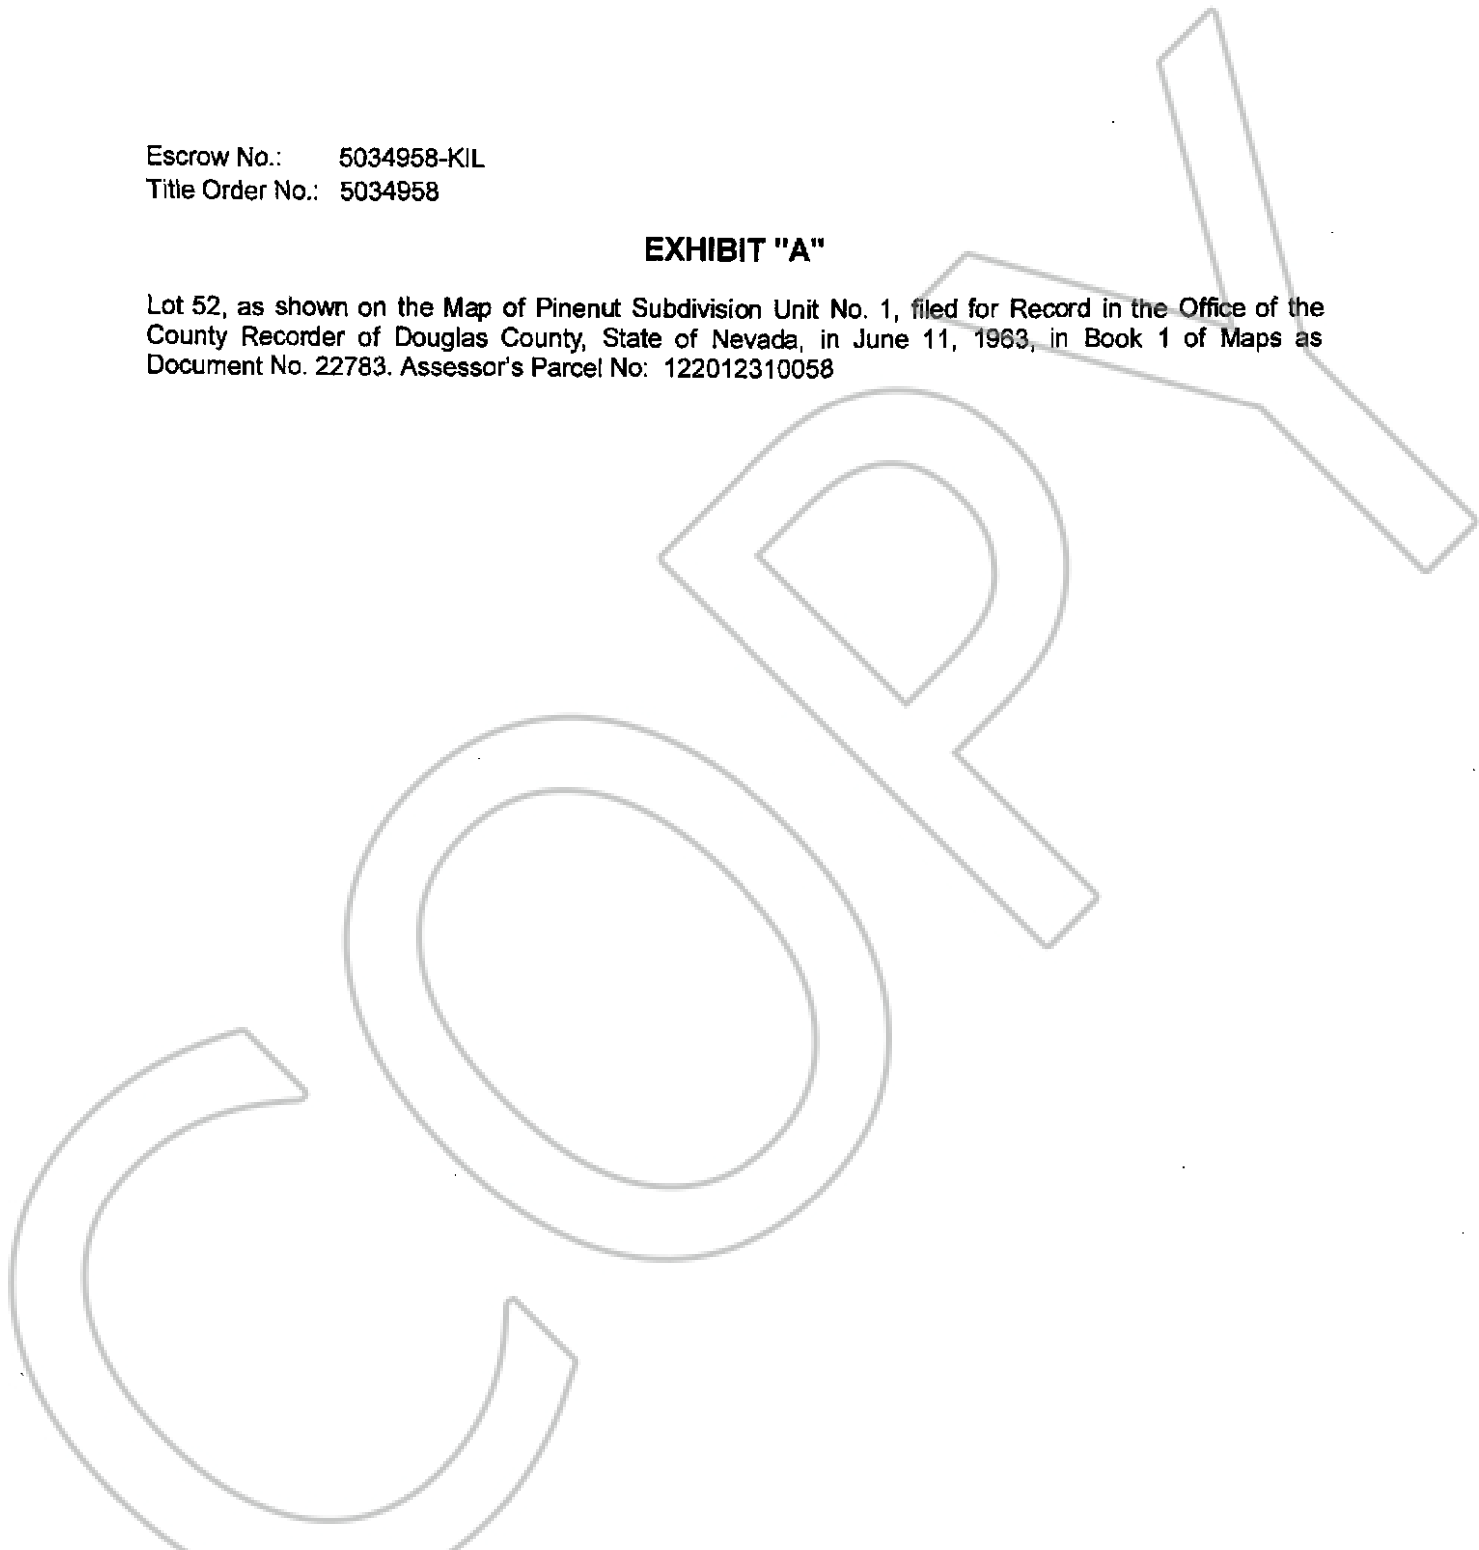 Escrow No.: 5034958-KIL
Title Order No.: 5034958
EXHIBIT "A"
Lot 52, as shown on the Map of Pinenut Subdivision Unit No. 1, filed for Record in the Office of the
County Recorder of Douglas County, State of Nevada, in June 11, 1963, in Book 1 of Maps as
Document No. 22783. Assessor's Parcel No: 122012310058
COPY